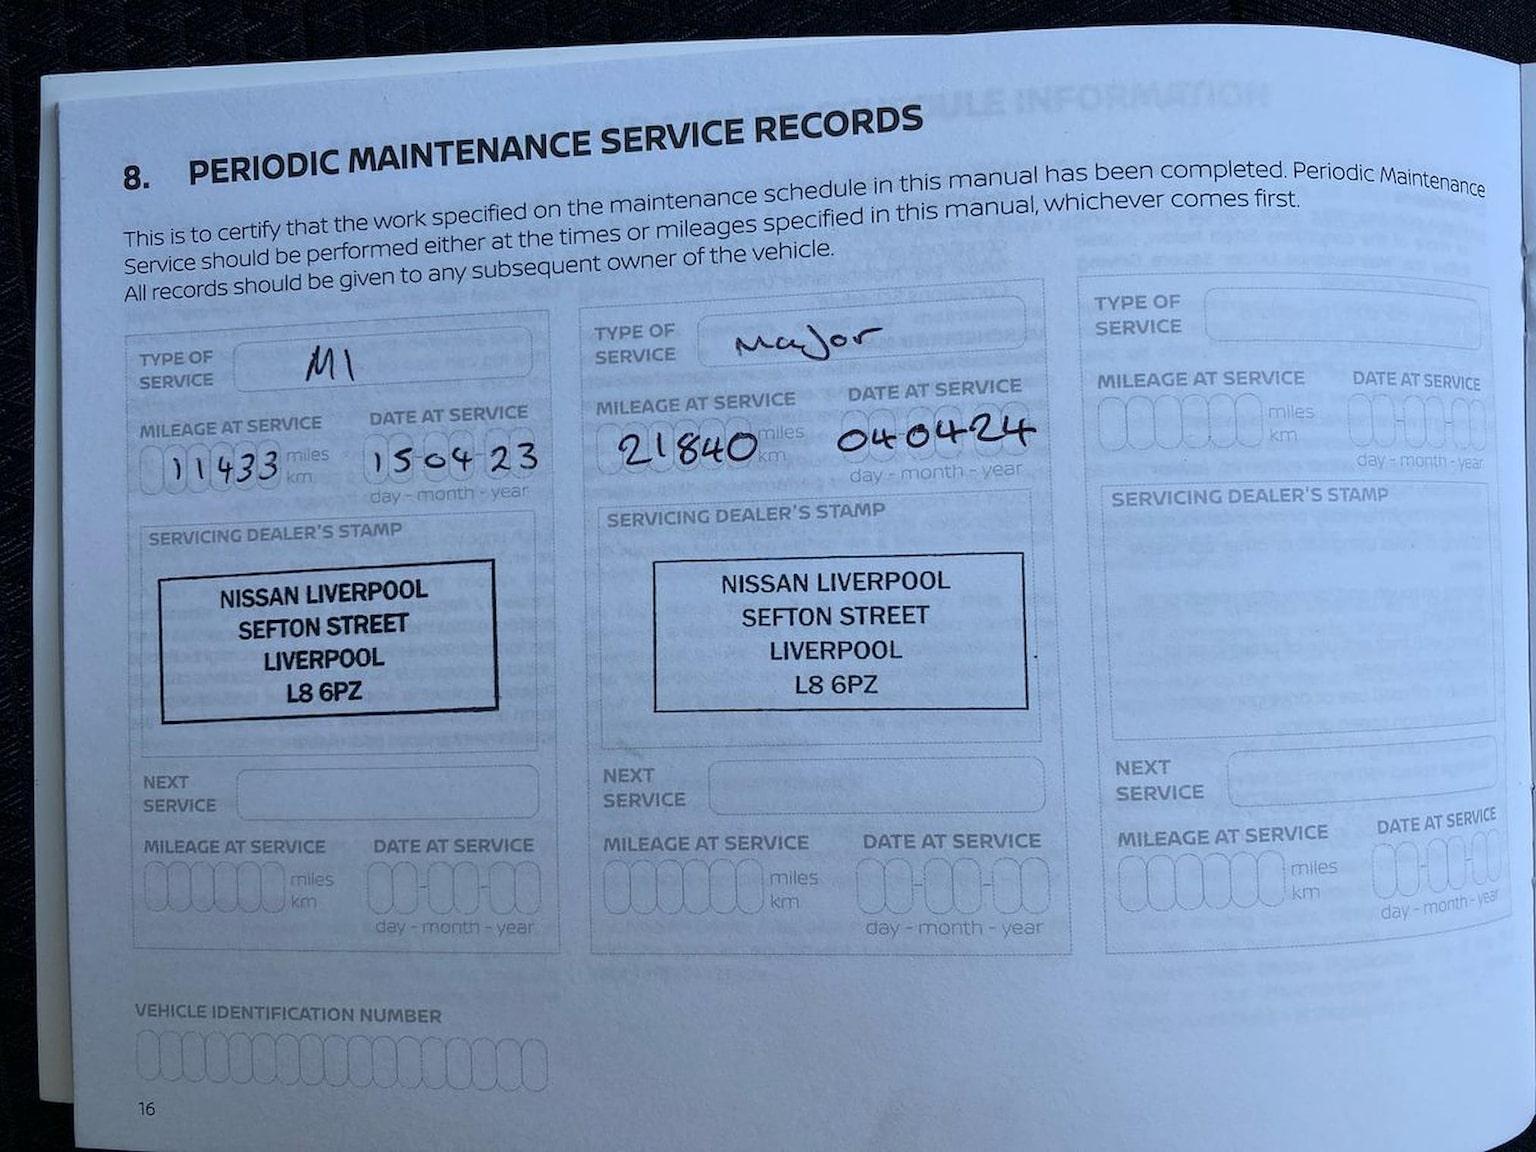 8. PERIODIC MAINTENANCE SERVICE RECORDS
This is to certify that the work specified on the maintenance schedule in this manual has been completed. Periodic Maintenance
Service should be performed either at the times or mileages specified in this manual, whichever comes first.
All records should be given to any subsequent owner of the vehicle.
TYPE OF
SERVICE
M1
MILEAGE AT SERVICE
DATE AT SERVICE
11433 miles
km
15 04 23
day - month - year
SERVICING DEALER'S STAMP
NISSAN LIVERPOOL
SEFTON STREET
LIVERPOOL
L8 6PZ
NEXT
SERVICE
MILEAGE AT SERVICE
DATE AT SERVICE
miles
km
day - month - year
TYPE OF
SERVICE
Major
MILEAGE AT SERVICE
DATE AT SERVICE
21840 miles
km
04 04 24
day - month - year
SERVICING DEALER'S STAMP
NISSAN LIVERPOOL
SEFTON STREET
LIVERPOOL
L8 6PZ
NEXT
SERVICE
MILEAGE AT SERVICE
DATE AT SERVICE
miles
km
day - month - year
TYPE OF
SERVICE
MILEAGE AT SERVICE
DATE AT SERVICE
miles
km
day - month - year
SERVICING DEALER'S STAMP
NEXT
SERVICE
MILEAGE AT SERVICE
DATE AT SERVICE
miles
km
day - month - year
VEHICLE IDENTIFICATION NUMBER
16